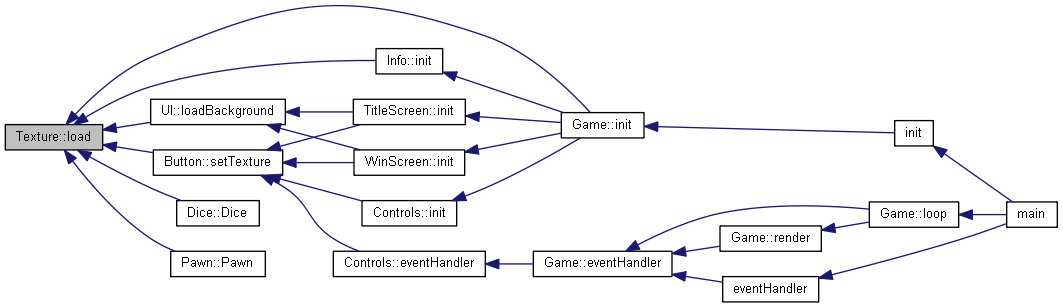 Info::init
UI::loadBackground
TitleScreen::init
Game::init
init
Texture::load
Button::setTexture
WinScreen::init
Dice::Dice
Controls::init
Game::loop
main
Game::render
Pawn::Pawn
Controls::eventHandler
Game::eventHandler
eventHandler